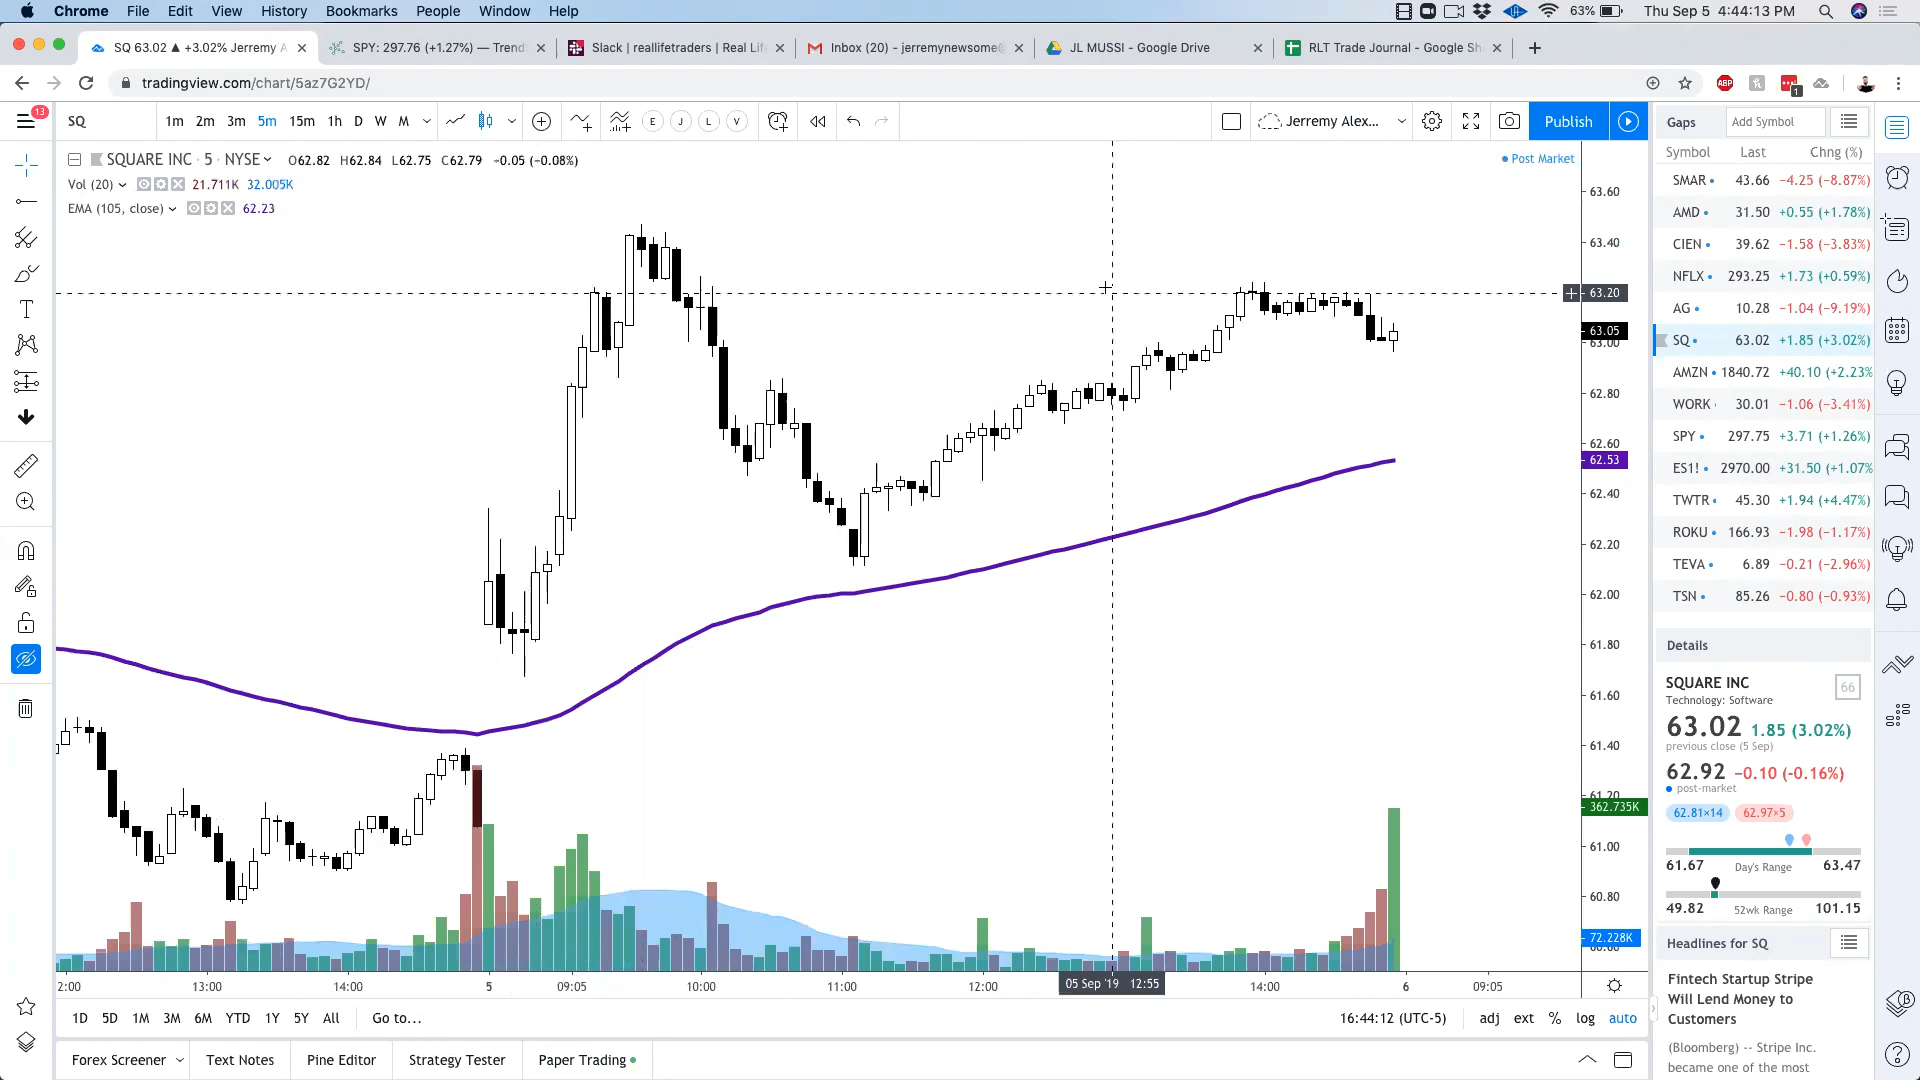 Chrome File Edit View History Bookmarks People Window Help 63% Thu Sep 5 4:44:13 PM
SQ 63.02 ▲ +3.02% Jerremy A
SPY: 297.76 (+1.27%) — Trend
Slack | reallifetraders | Real Lif
Inbox (20) - jerremynewsome@
JL MUSSI - Google Drive
RLT Trade Journal - Google Sh
tradingview.com/chart/5az7G2YD/
ABP
1
13
SQ 1m 2m 3m 5m 15m 1h D W M
E J L V
Jerremy Alex...
Publish
SQUARE INC · 5 · NYSE O62.82 H62.84 L62.75 C62.79 −0.05 (−0.08%)
Vol (20) 21.711K 32.005K
EMA (105, close) 62.23
Post Market
63.60
63.40
63.20
63.05
63.00
62.80
62.60
62.53
62.40
62.20
62.00
61.80
61.60
61.40
61.20
362.735K
61.00
60.80
72.228K
2:00 13:00 14:00 5 09:05 10:00 11:00 12:00 05 Sep '19 12:55 14:00 6 09:05
1D 5D 1M 3M 6M YTD 1Y 5Y All Go to...
16:44:12 (UTC-5) adj ext % log auto
Forex Screener Text Notes Pine Editor Strategy Tester Paper Trading
Gaps Add Symbol
Symbol Last Chng (%)
SMAR 43.66 −4.25 (−8.87%)
AMD 31.50 +0.55 (+1.78%)
CIEN 39.62 −1.58 (−3.83%)
NFLX 293.25 +1.73 (+0.59%)
AG 10.28 −1.04 (−9.19%)
SQ 63.02 +1.85 (+3.02%)
AMZN 1840.72 +40.10 (+2.23%
WORK 30.01 −1.06 (−3.41%)
SPY 297.75 +3.71 (+1.26%)
ES1! 2970.00 +31.50 (+1.07%
TWTR 45.30 +1.94 (+4.47%)
ROKU 166.93 −1.98 (−1.17%)
TEVA 6.89 −0.21 (−2.96%)
TSN 85.26 −0.80 (−0.93%)
Details
SQUARE INC 66
Technology: Software
63.02 1.85 (3.02%)
previous close (5 Sep)
62.92 −0.10 (-0.16%)
post-market
62.81×14 62.97×5
61.67 Day's Range 63.47
49.82 52wk Range 101.15
Headlines for SQ
Fintech Startup Stripe
Will Lend Money to
Customers
(Bloomberg) -- Stripe Inc.
became one of the most